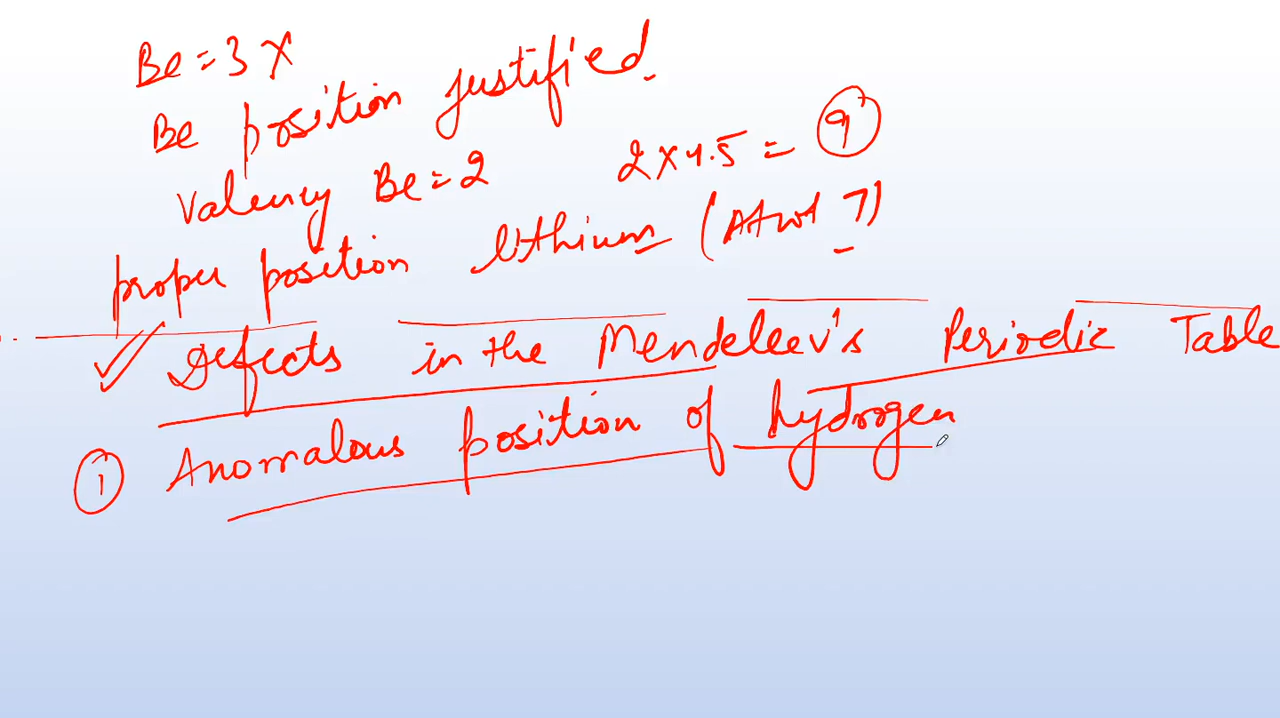 Be = 3 X
Be position justified
Valency Be = 2 2 x 4.5 = 9
proper position lithium (At wt 7)
✓ Defects in the Mendeleev's Periodic Table
① Anomalous position of hydrogen